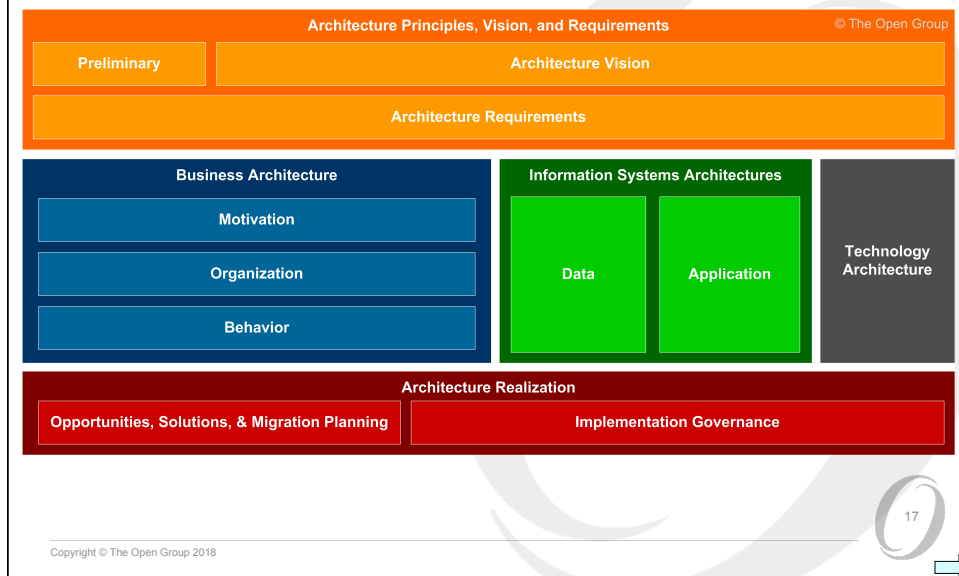 Architecture Principles, Vision, and Requirements
© The Open Group
Preliminary
Architecture Vision
Architecture Requirements
Business Architecture
Motivation
Organization
Behavior
Information Systems Architectures
Data
Application
Technology
Architecture
Architecture Realization
Opportunities, Solutions, & Migration Planning
Implementation Governance
17
Copyright © The Open Group 2018